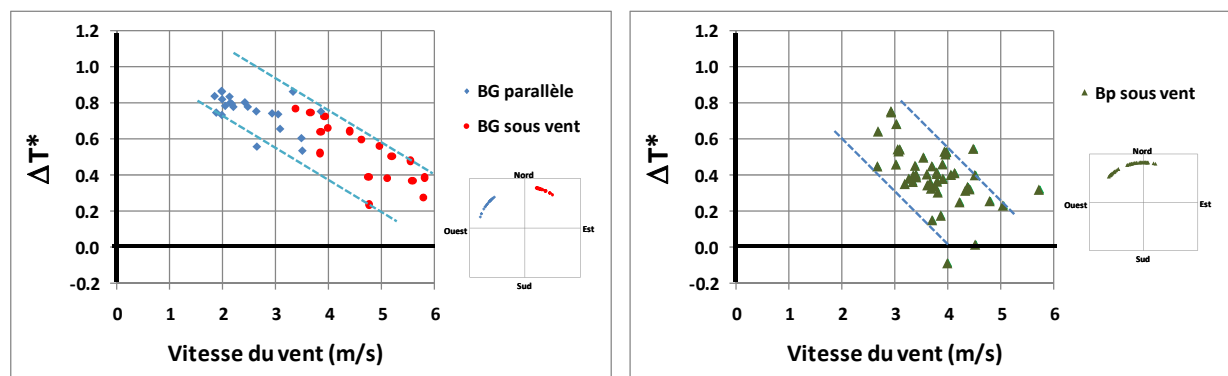 1.2
1.0
0.8
0.6
0.4
0.2
0.0
-0.2
ΔT*
0 1 2 3 4 5 6
Vitesse du vent (m/s)
BG parallèle
BG sous vent
Nord
Ouest
Est
Sud
1.2
1.0
0.8
0.6
0.4
0.2
0.0
-0.2
ΔT*
0 1 2 3 4 5 6
Vitesse du vent (m/s)
Bp sous vent
Nord
Ouest
Est
Sud